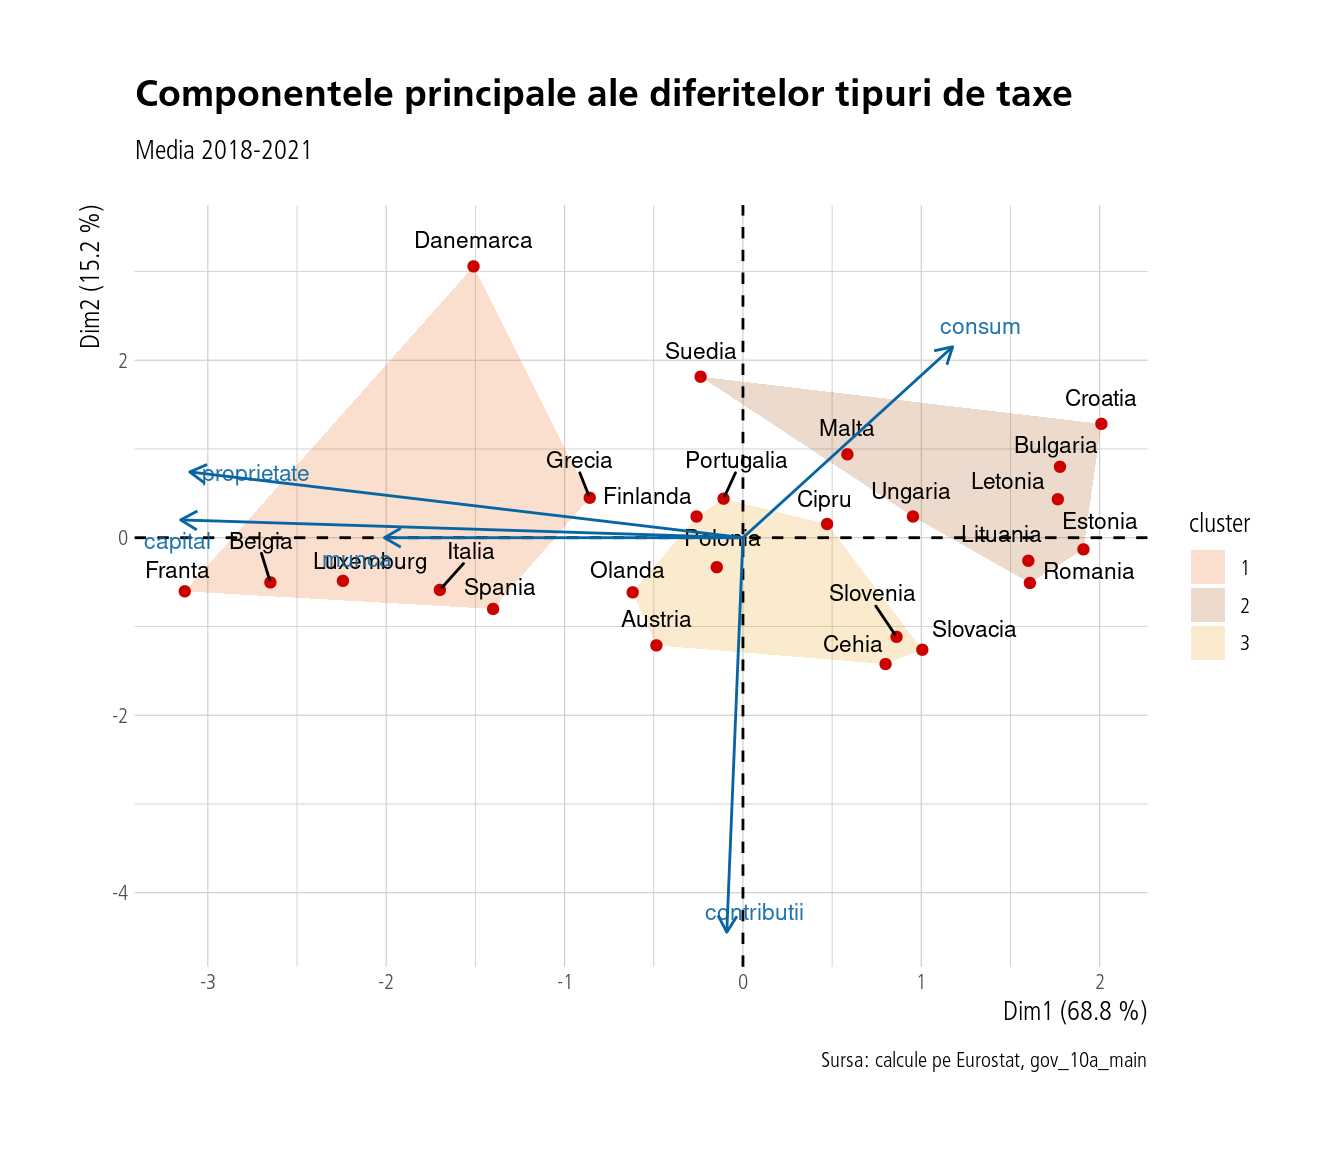 Componentele principale ale diferitelor tipuri de taxe
Media 2018-2021
Dim2 (15.2 %)
Danemarca
consum
Suedia
2
Croatia
Malta
Bulgaria
Grecia
Portugalia
proprietate
Letonia
Finlanda
Cipru
Ungaria
Estonia
cluster
Lituania
0
Polonia
capital
Belgia
Italia
munca
Luxemburg
1
Franta
Olanda
Romania
Spania
Slovenia
2
Austria
Slovacia
Cehia
3
-2
-4
contributii
-3
-2
-1
0
1
2
Dim1 (68.8 %)
Sursa: calcule pe Eurostat, gov_10a_main